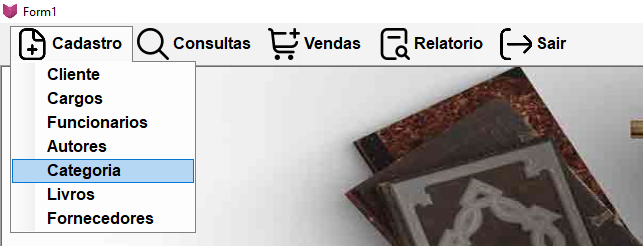 Form1
Cadastro Consultas Vendas Relatorio Sair
Cliente
Cargos
Funcionarios
Autores
Categoria
Livros
Fornecedores